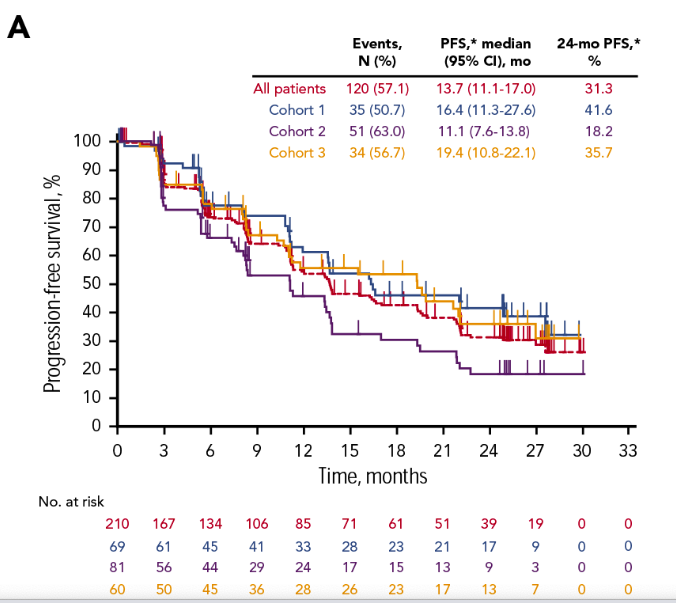 A
Events, PFS,* median 24-mo PFS,*
N (%) (95% CI), mo %
All patients 120 (57.1) 13.7 (11.1-17.0) 31.3
Cohort 1 35 (50.7) 16.4 (11.3-27.6) 41.6
Cohort 2 51 (63.0) 11.1 (7.6-13.8) 18.2
Cohort 3 34 (56.7) 19.4 (10.8-22.1) 35.7
Progression-free survival, %
100
90
80
70
60
50
40
30
20
10
0
0 3 6 9 12 15 18 21 24 27 30 33
Time, months
No. at risk
210 167 134 106 85 71 61 51 39 19 0 0
69 61 45 41 33 28 23 21 17 9 0 0
81 56 44 29 24 17 15 13 9 3 0 0
60 50 45 36 28 26 23 17 13 7 0 0